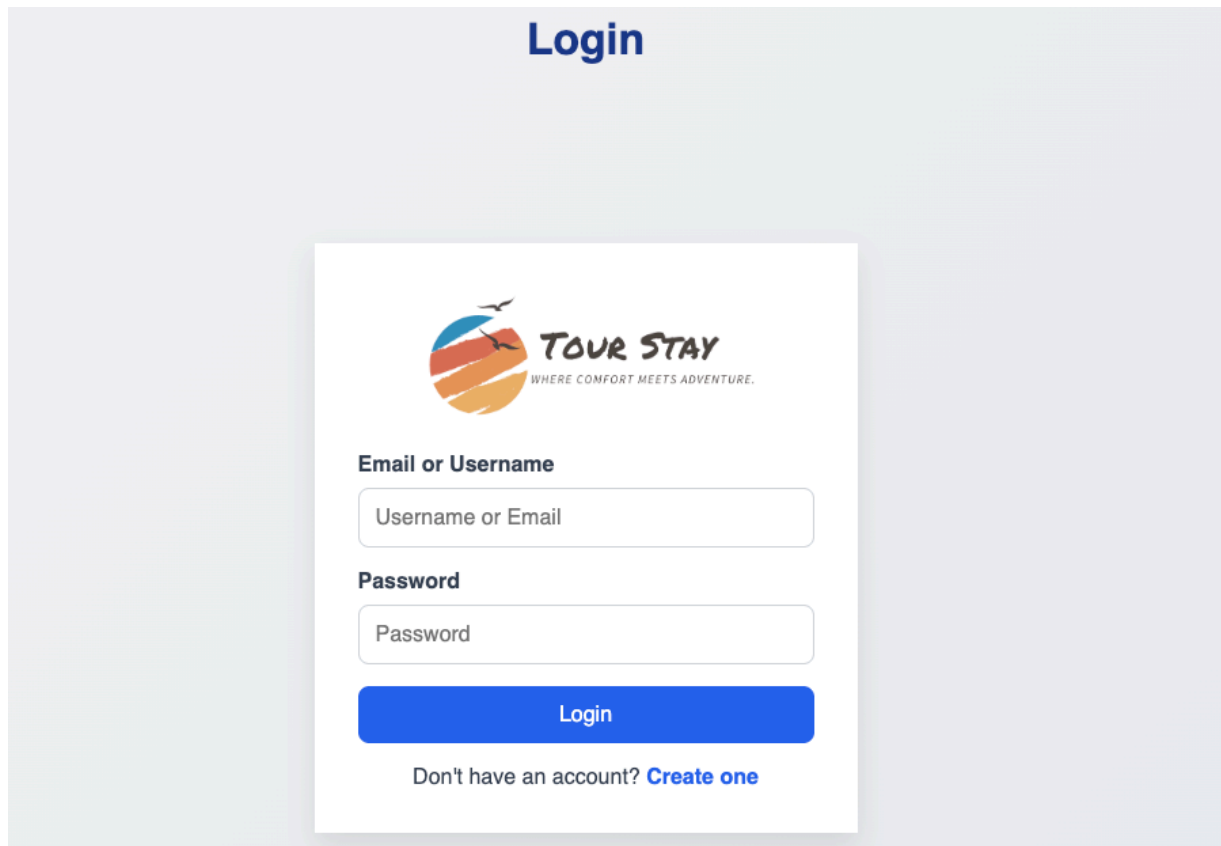 Login
TOUR STAY
WHERE COMFORT MEETS ADVENTURE.
Email or Username
Username or Email
Password
Password
Login
Don't have an account? Create one